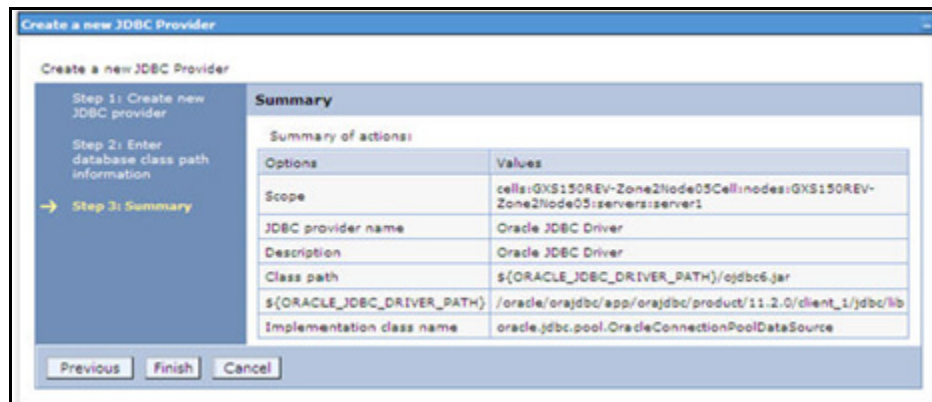 Create a new JDBC Provider
Create a new JDBC Provider
Step 1: Create new
JDBC provider
Step 2: Enter
database class path
information
Step 3: Summary
Summary
Summary of actions:
Options Values
Scope cells:GXS150REV-Zone2Node05Cell:nodes:GXS150REV-
Zone2Node05:servers:server1
JDBC provider name Oracle JDBC Driver
Description Oracle JDBC Driver
Class path ${ORACLE_JDBC_DRIVER_PATH}/ojdbc6.jar
${ORACLE_JDBC_DRIVER_PATH} /oracle/orajdbc/app/orajdbc/product/11.2.0/client_1/jdbc/lib
Implementation class name oracle.jdbc.pool.OracleConnectionPoolDataSource
Previous Finish Cancel